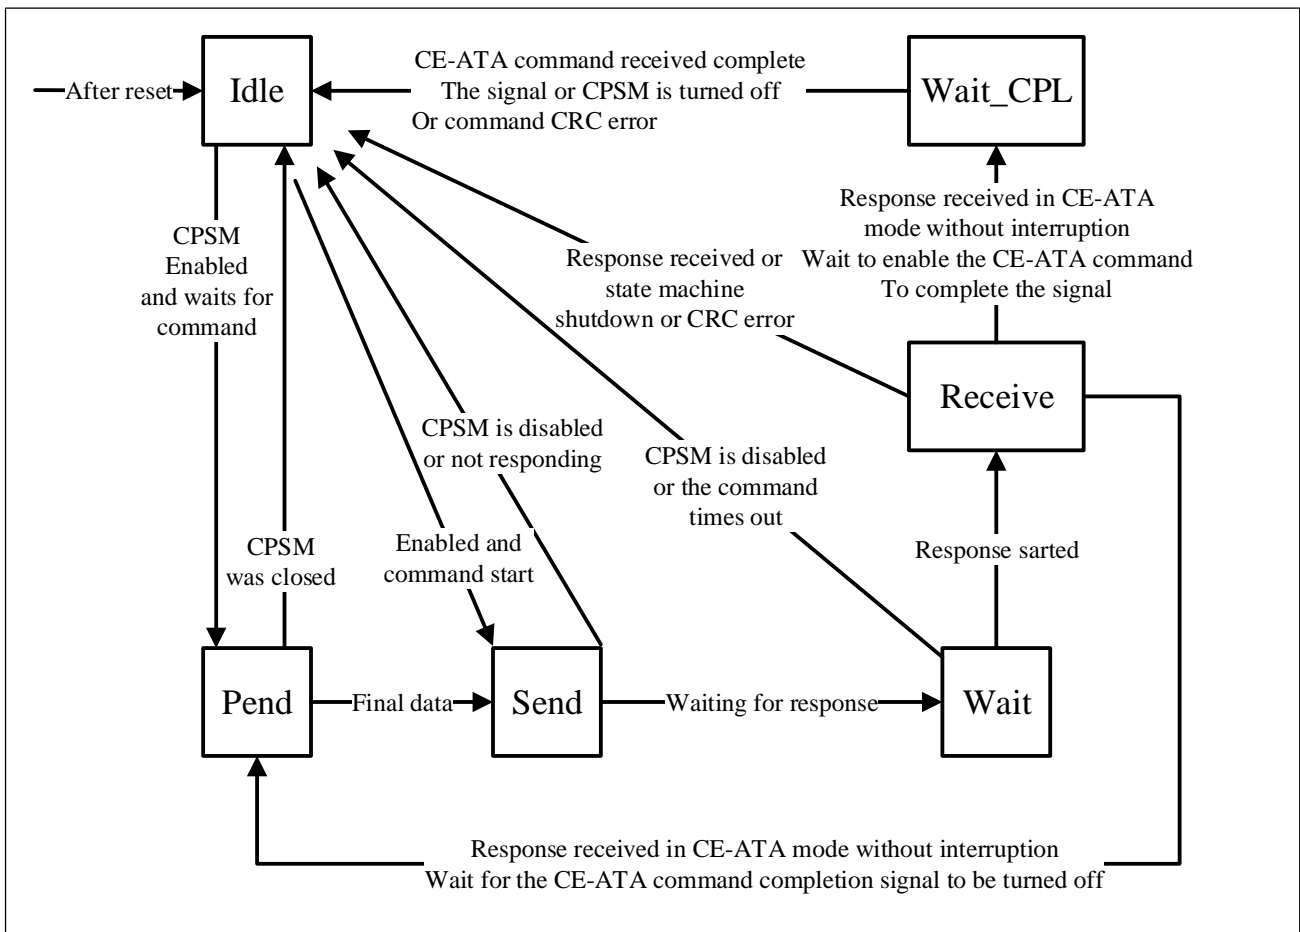 CE-ATA command received complete
The signal or CPSM is turned off
Or command CRC error
After reset
Idle
Wait_CPL
Response received in CE-ATA
mode without interruption
Wait to enable the CE-ATA command
To complete the signal
CPSM
Enabled
and waits for
command
Response received or
state machine
shutdown or CRC error
Receive
CPSM is disabled
or not responding
CPSM is disabled
or the command
times out
CPSM
was closed
Enabled and
command start
Response sarted
Pend
Final data
Send
Waiting for response
Wait
Response received in CE-ATA mode without interruption
Wait for the CE-ATA command completion signal to be turned off